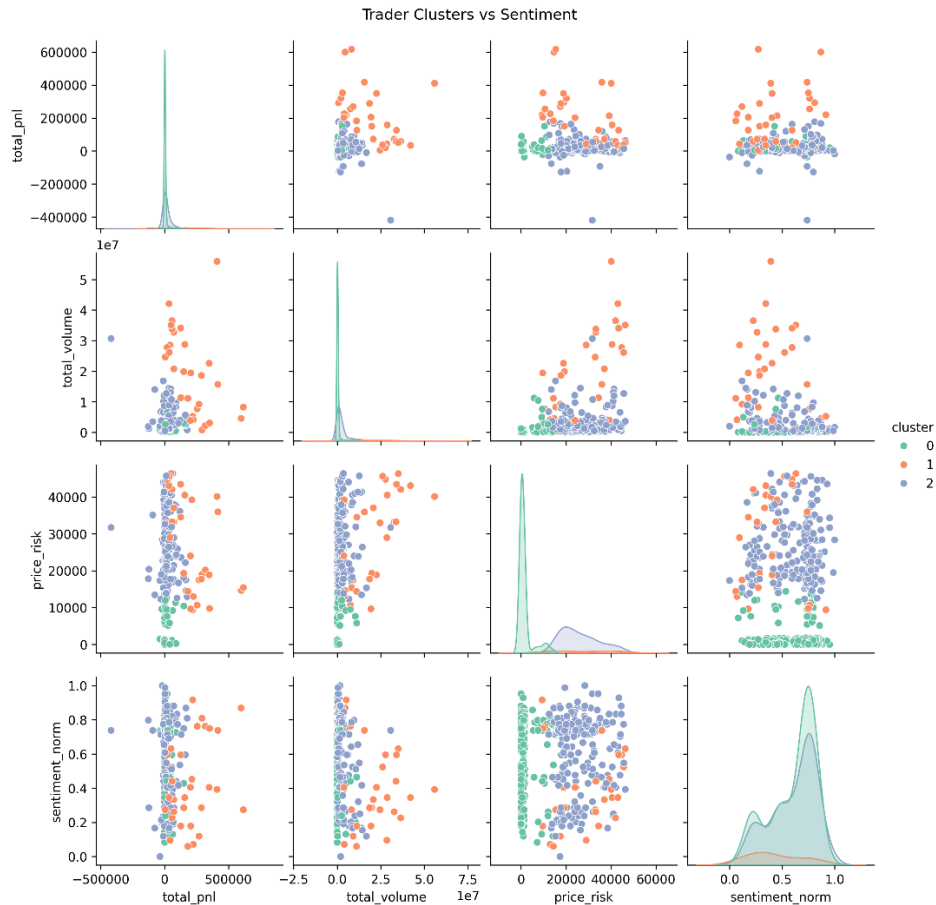 Trader Clusters vs Sentiment
600000
400000
200000
0
−200000
−400000
total_pnl
1e7
5
4
3
2
1
0
total_volume
cluster
0
1
2
40000
30000
20000
10000
0
price_risk
1.0
0.8
0.6
0.4
0.2
0.0
sentiment_norm
−500000 0 500000
total_pnl
−2.5 0.0 2.5 5.0 7.5
1e7
total_volume
0 20000 40000 60000
price_risk
0.0 0.5 1.0
sentiment_norm